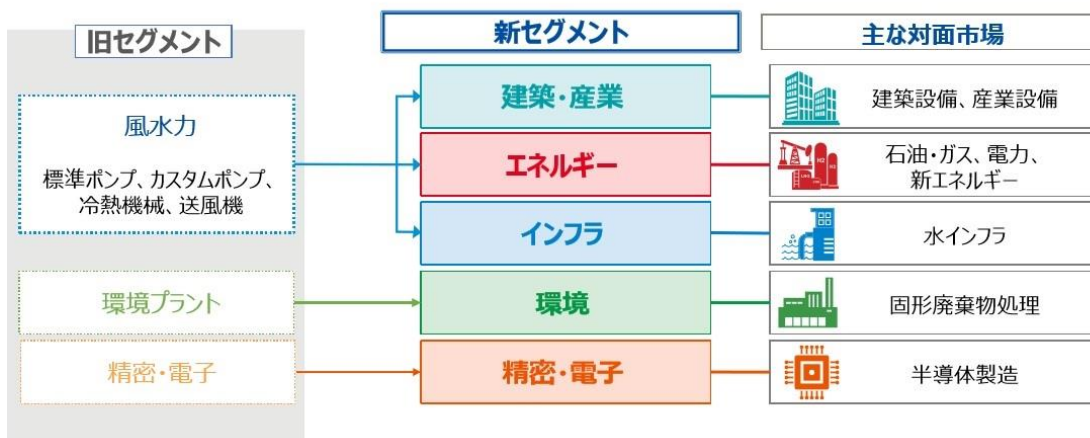 旧セグメント
新セグメント
主な対面市場
風水力
標準ポンプ、カスタムポンプ、
冷熱機械、送風機
建築・産業
建築設備、産業設備
エネルギー
石油・ガス、電力、
新エネルギー
インフラ
水インフラ
環境プラント
環境
固形廃棄物処理
精密・電子
精密・電子
半導体製造